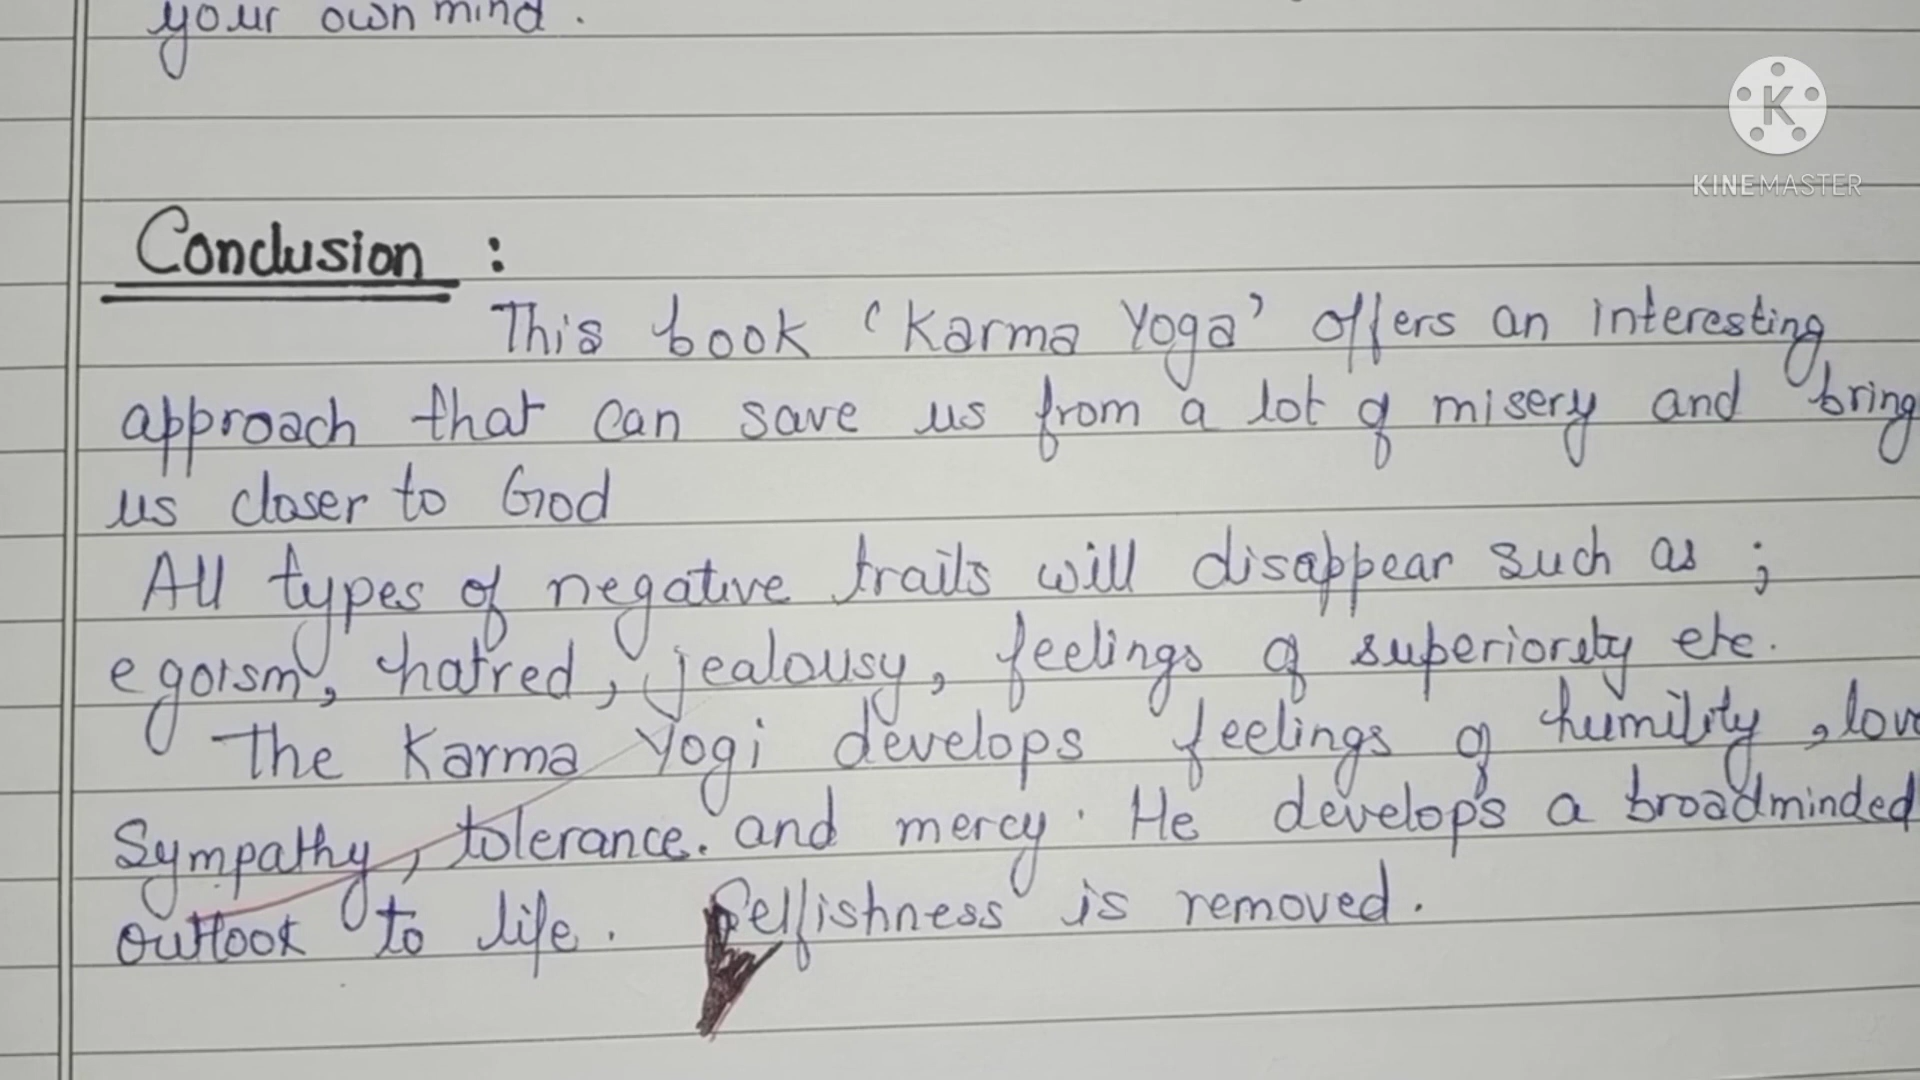 your own mind.
K
KINEMASTER
Conclusion :
This book 'Karma Yoga' offers an interesting
approach that can save us from a lot of misery and bring
us closer to God
All types of negative traits will disappear such as ;
egoism, hatred, jealousy, feelings of superiority etc.
The Karma Yogi develops feelings of humility, love
Sympathy, tolerance. and mercy. He develops a broadminded
outlook to life. Selfishness is removed.